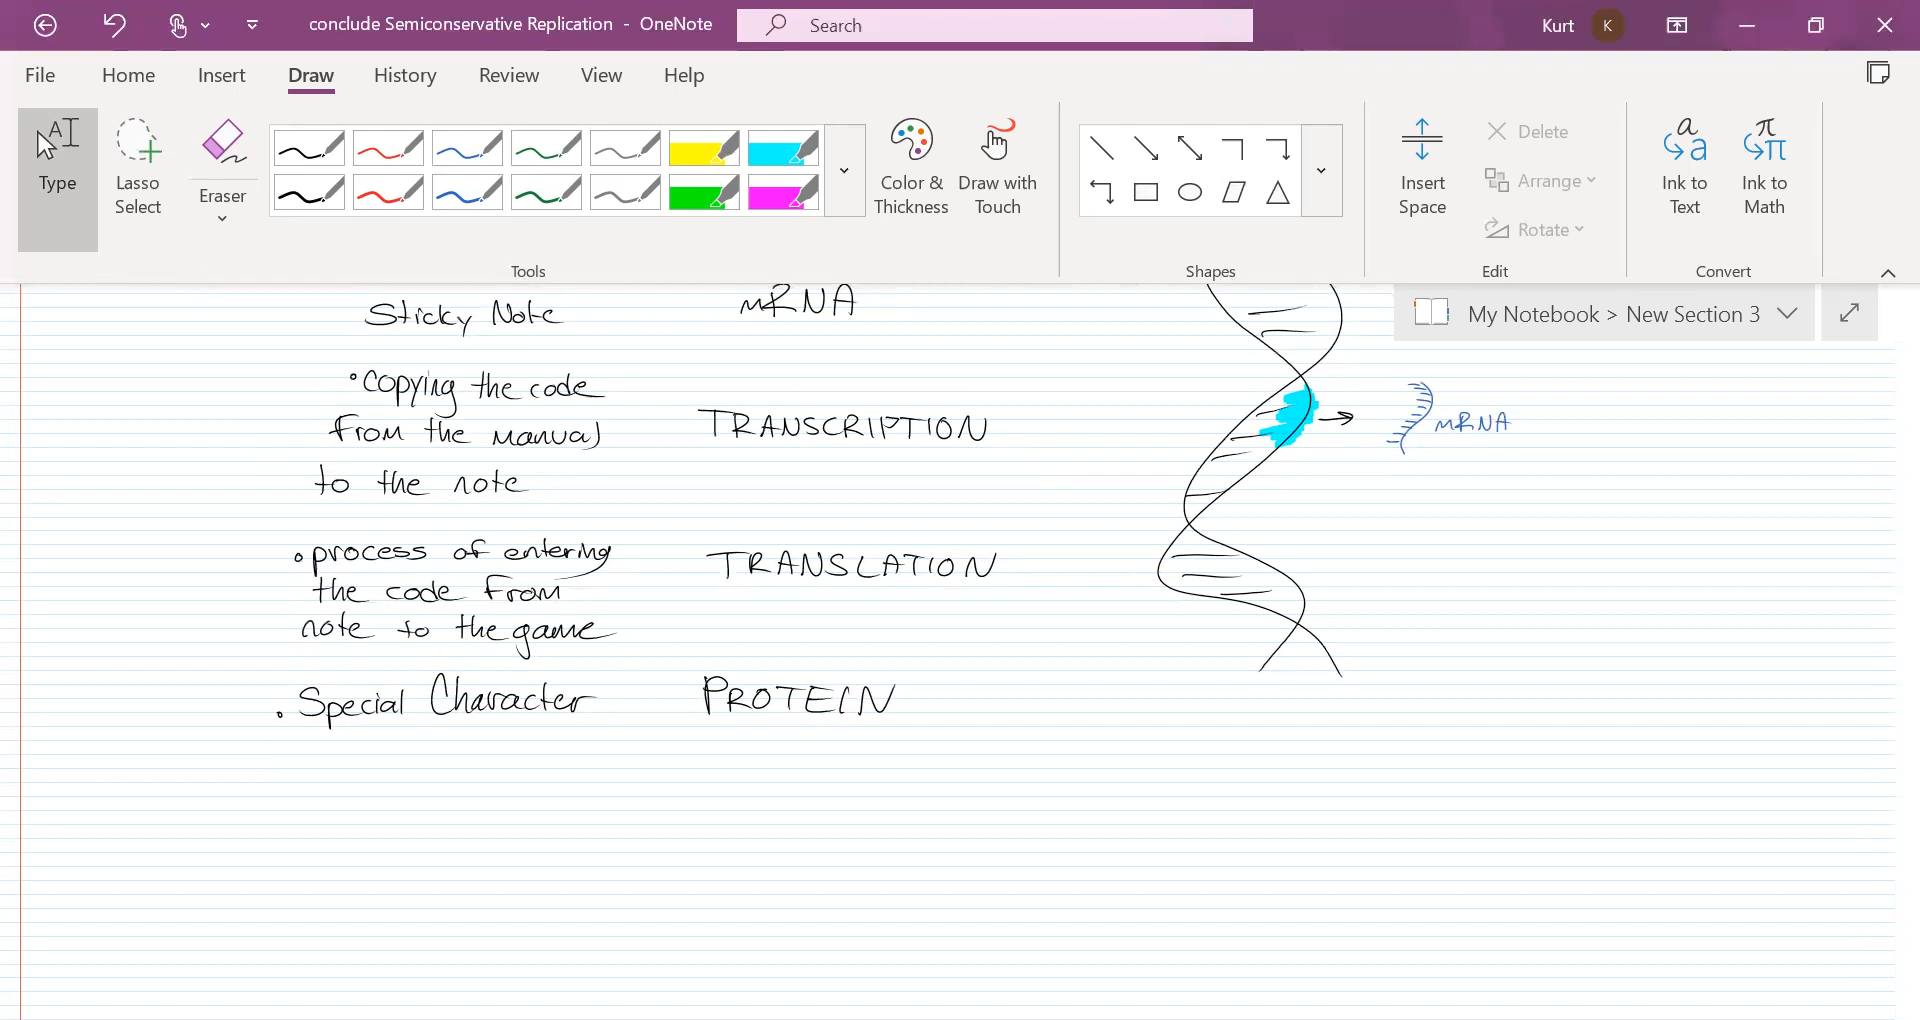 conclude Semiconservative Replication - OneNote
Search
Kurt
K
File
Home
Insert
Draw
History
Review
View
Help
Type
Lasso
Select
Eraser
Color &
Thickness
Draw with
Touch
Insert
Space
Delete
Arrange
Rotate
Ink to
Text
Ink to
Math
Tools
Shapes
Edit
Convert
My Notebook > New Section 3
Sticky Note
mRNA
•Copying the code
from the manual
to the note
TRANSCRIPTION
mRNA
•process of entering
the code from
note to the game
TRANSLATION
•Special Character
PROTEIN